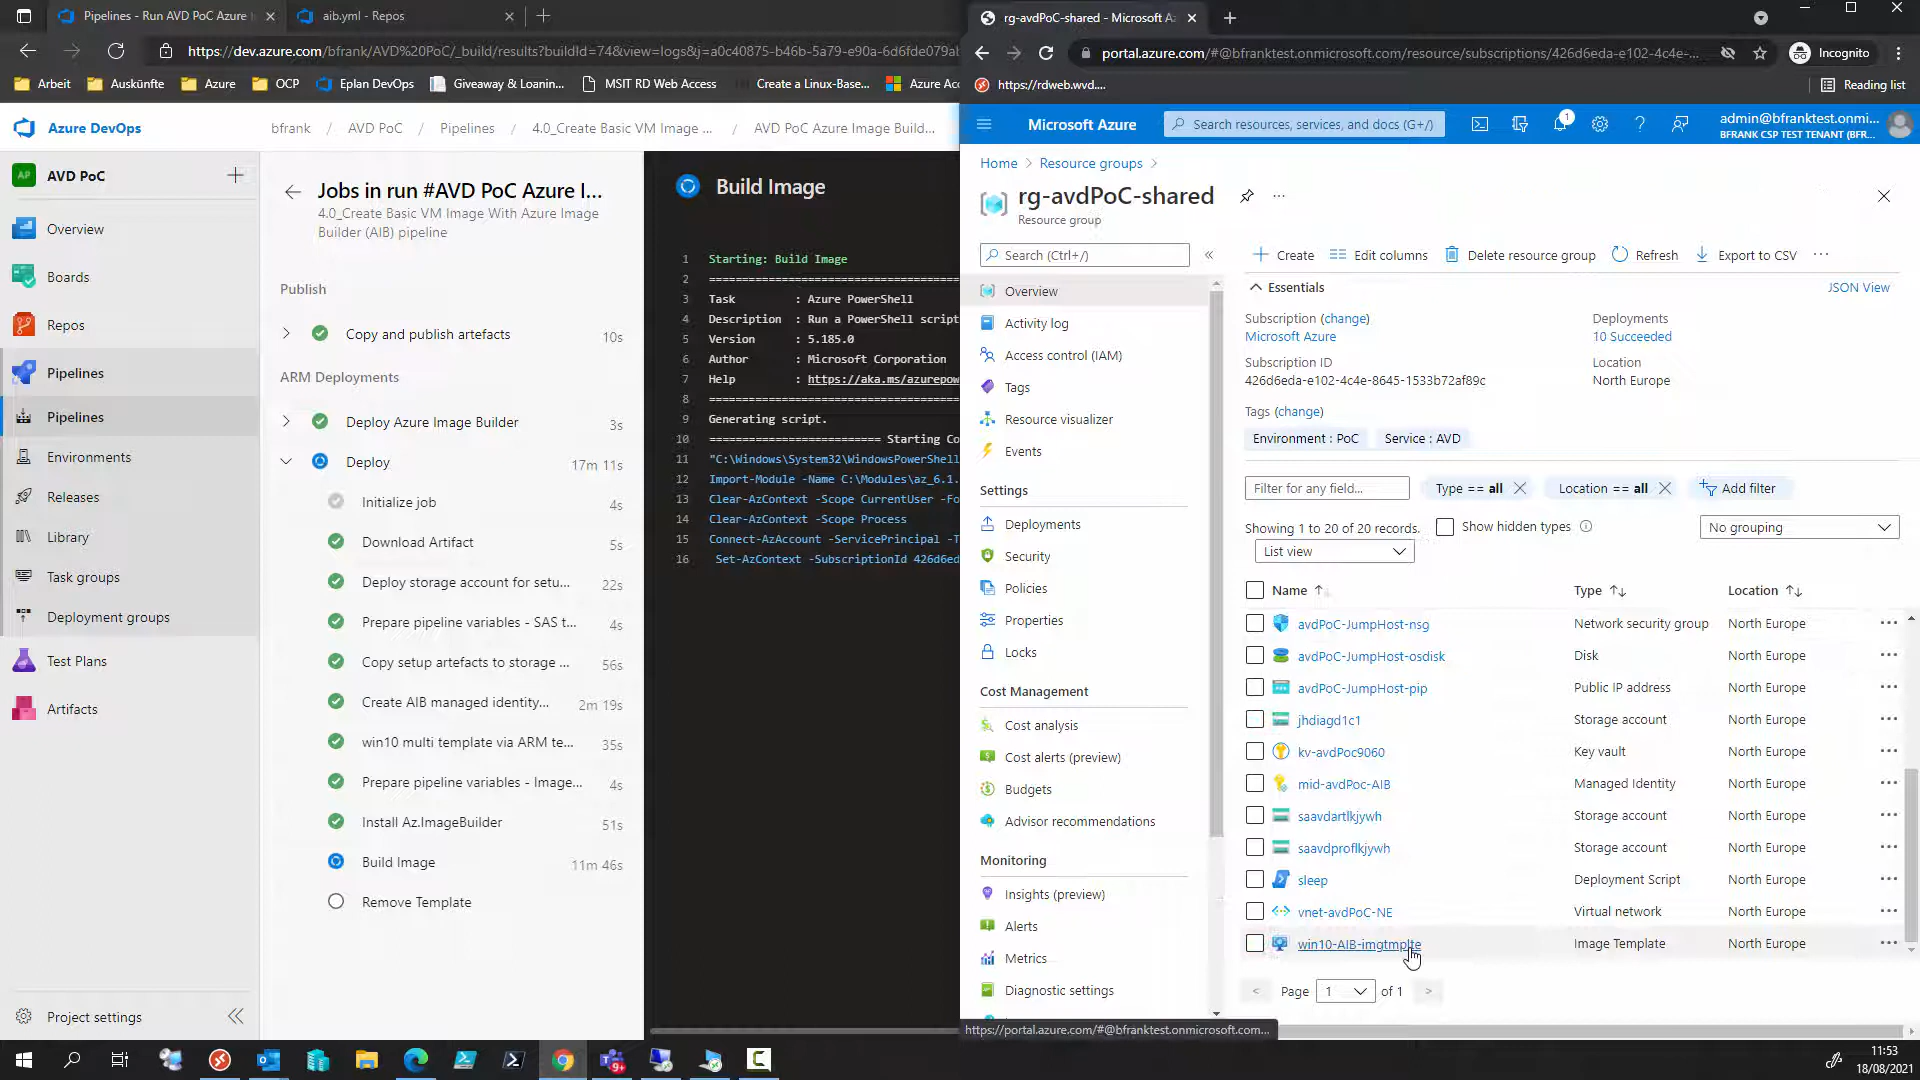 Pipelines - Run AVD PoC Azure
aib.yml - Repos
https://dev.azure.com/bfrank/AVD%20PoC/_build/results?buildId=74&view=logs&j=a0c40875-b46b-5a79-e90a-6d6fde079ab
Arbeit
Auskünfte
Azure
OCP
Eplan DevOps
Giveaway & Loanin...
MSIT RD Web Access
Create a Linux-Base...
Azure Acc
Azure DevOps
bfrank / AVD PoC / Pipelines / 4.0_Create Basic VM Image ... / AVD PoC Azure Image Build...
AP
AVD PoC
Overview
Boards
Repos
Pipelines
Pipelines
Environments
Releases
Library
Task groups
Deployment groups
Test Plans
Artifacts
Project settings
Jobs in run #AVD PoC Azure I...
4.0_Create Basic VM Image With Azure Image
Builder (AIB) pipeline
Publish
Copy and publish artefacts 10s
ARM Deployments
Deploy Azure Image Builder 3s
Deploy 17m 11s
Initialize job 4s
Download Artifact 5s
Deploy storage account for setu... 22s
Prepare pipeline variables - SAS t... 4s
Copy setup artefacts to storage ... 56s
Create AIB managed identity... 2m 19s
win10 multi template via ARM te... 35s
Prepare pipeline variables - Image... 4s
Install Az.ImageBuilder 51s
Build Image 11m 46s
Remove Template
Build Image
1 Starting: Build Image
2 ==============================
3 Task : Azure PowerShell
4 Description : Run a PowerShell script
5 Version : 5.185.0
6 Author : Microsoft Corporation
7 Help : https://aka.ms/azurepow
8 ==============================
9 Generating script.
10 ========================== Starting Co
11 "C:\Windows\System32\WindowsPowerShell
12 Import-Module -Name C:\Modules\az_6.1.
13 Clear-AzContext -Scope CurrentUser -Fo
14 Clear-AzContext -Scope Process
15 Connect-AzAccount -ServicePrincipal -T
16 Set-AzContext -SubscriptionId 426d6ed
rg-avdPoC-shared - Microsoft Az
portal.azure.com/#@bfranktest.onmicrosoft.com/resource/subscriptions/426d6eda-e102-4c4e-...
Incognito
https://rdweb.wvd....
Reading list
Microsoft Azure
Search resources, services, and docs (G+/)
1
admin@bfranktest.onmi...
BFRANK CSP TEST TENANT (BFR...
Home > Resource groups >
rg-avdPoC-shared
Resource group
Search (Ctrl+/)
Overview
Activity log
Access control (IAM)
Tags
Resource visualizer
Events
Settings
Deployments
Security
Policies
Properties
Locks
Cost Management
Cost analysis
Cost alerts (preview)
Budgets
Advisor recommendations
Monitoring
Insights (preview)
Alerts
Metrics
Diagnostic settings
Create
Edit columns
Delete resource group
Refresh
Export to CSV
Essentials
JSON View
Subscription (change)
Microsoft Azure
Subscription ID
426d6eda-e102-4c4e-8645-1533b72af89c
Deployments
10 Succeeded
Location
North Europe
Tags (change)
Environment : PoC
Service : AVD
Filter for any field...
Type == all
Location == all
Add filter
Showing 1 to 20 of 20 records.
Show hidden types
No grouping
List view
Name Type Location
avdPoC-JumpHost-nsg Network security group North Europe
avdPoC-JumpHost-osdisk Disk North Europe
avdPoC-JumpHost-pip Public IP address North Europe
jhdiagd1c1 Storage account North Europe
kv-avdPoc9060 Key vault North Europe
mid-avdPoc-AIB Managed Identity North Europe
saavdartlkjywh Storage account North Europe
saavdproflkjywh Storage account North Europe
sleep Deployment Script North Europe
vnet-avdPoC-NE Virtual network North Europe
win10-AIB-imgtmplte Image Template North Europe
< Page 1 of 1 >
https://portal.azure.com/#@bfranktest.onmicrosoft.com...
9+
11:53
18/08/2021